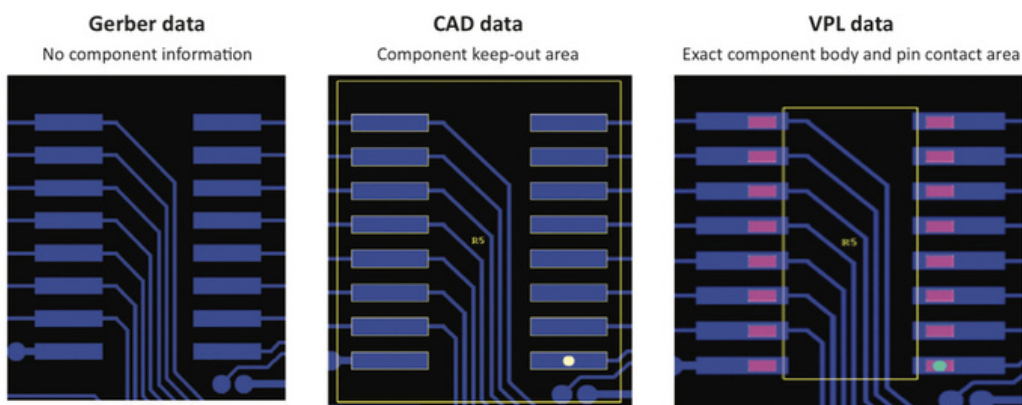 Gerber data
No component information
CAD data
Component keep-out area
VPL data
Exact component body and pin contact area
R5
R5